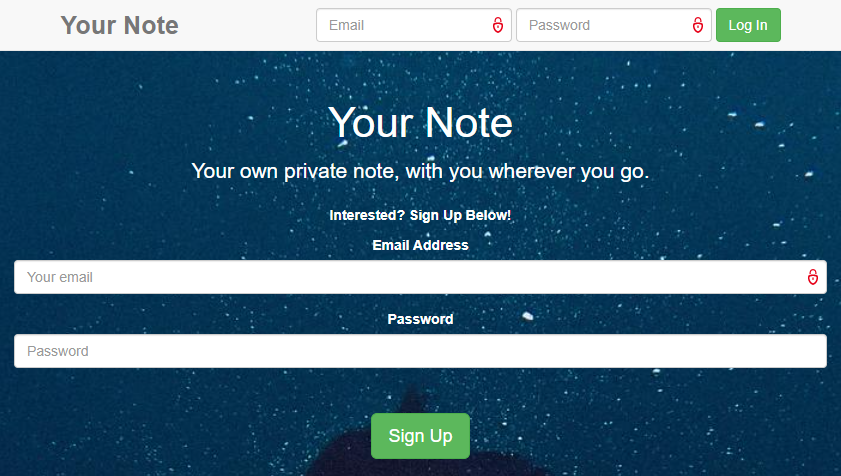 Your Note Email Password Log In
Your Note
Your own private note, with you wherever you go.
Interested? Sign Up Below!
Email Address
Your email
Password
Password
Sign Up